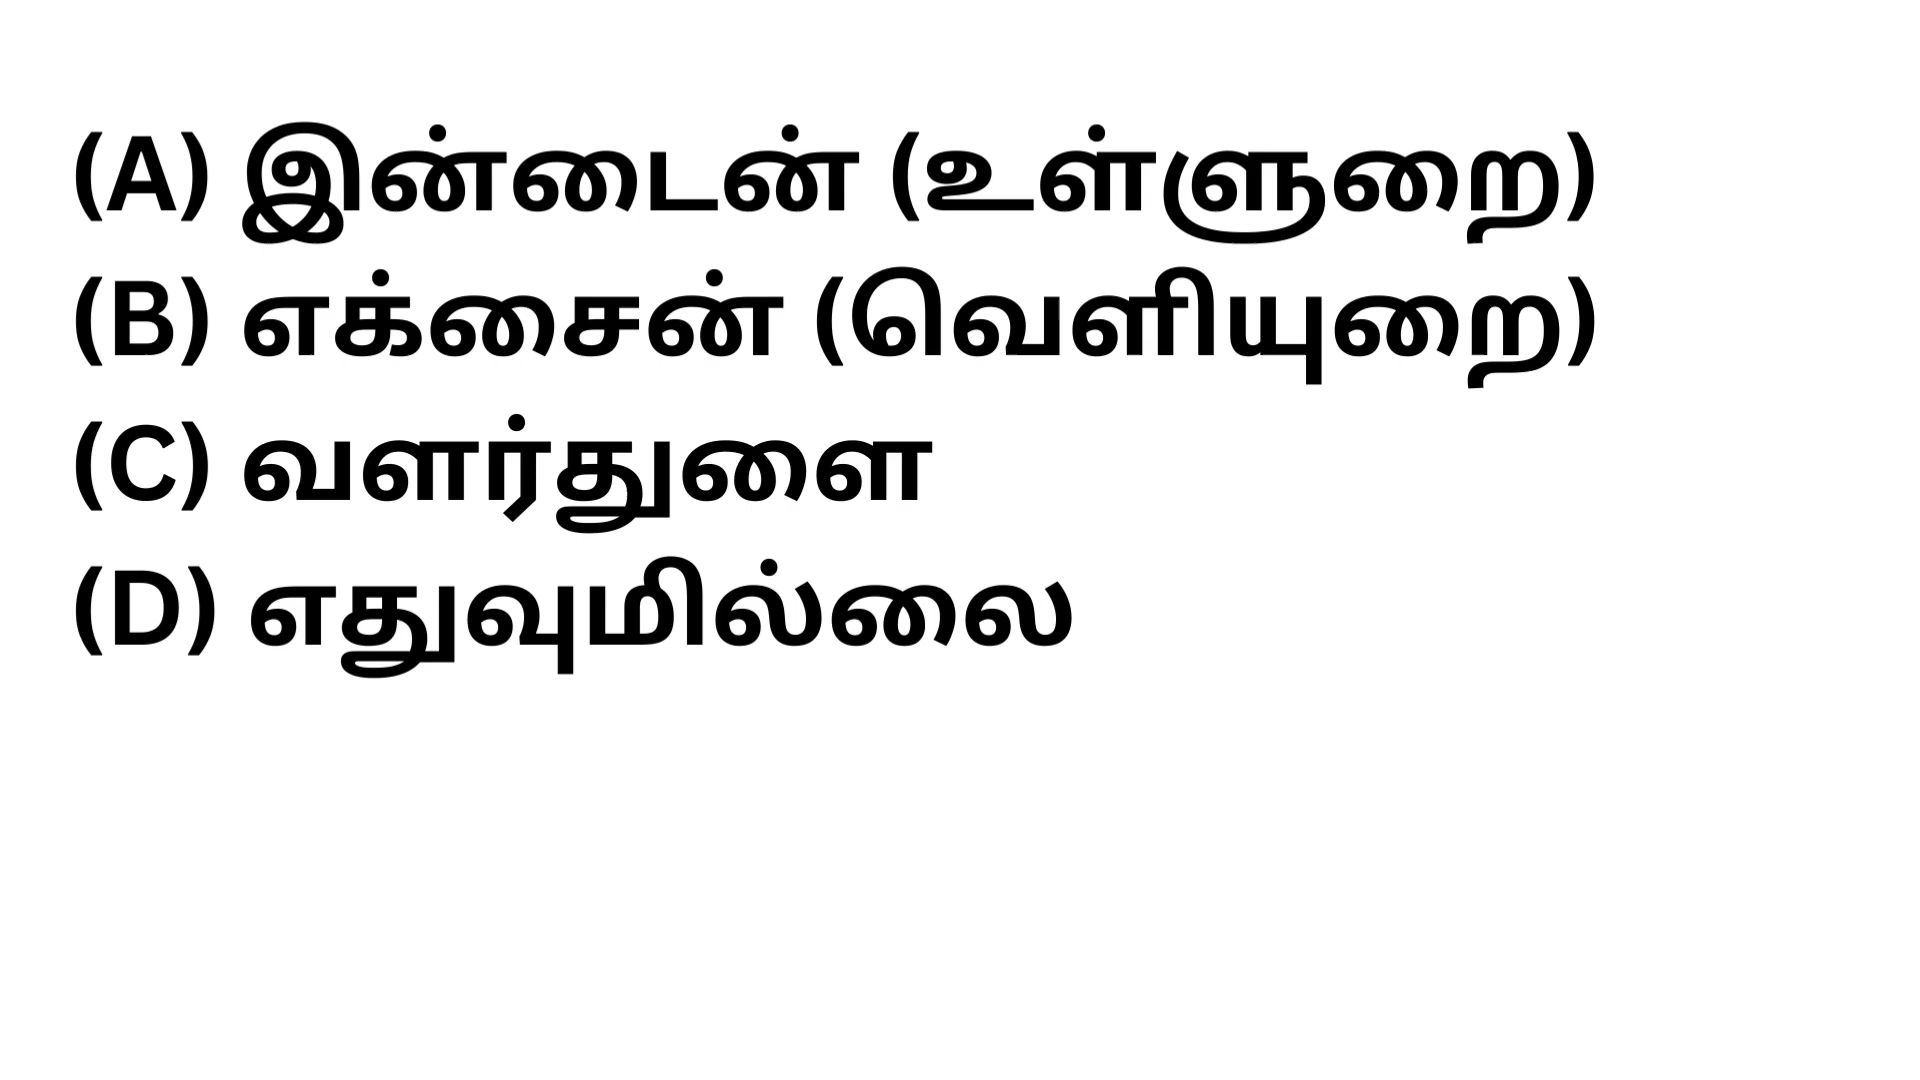 (A) இன்டைன் (உள்ளுறை)
(B) எக்சைன் (வெளியுறை)
(C) வளர்துளை
(D) எதுவுமில்லை